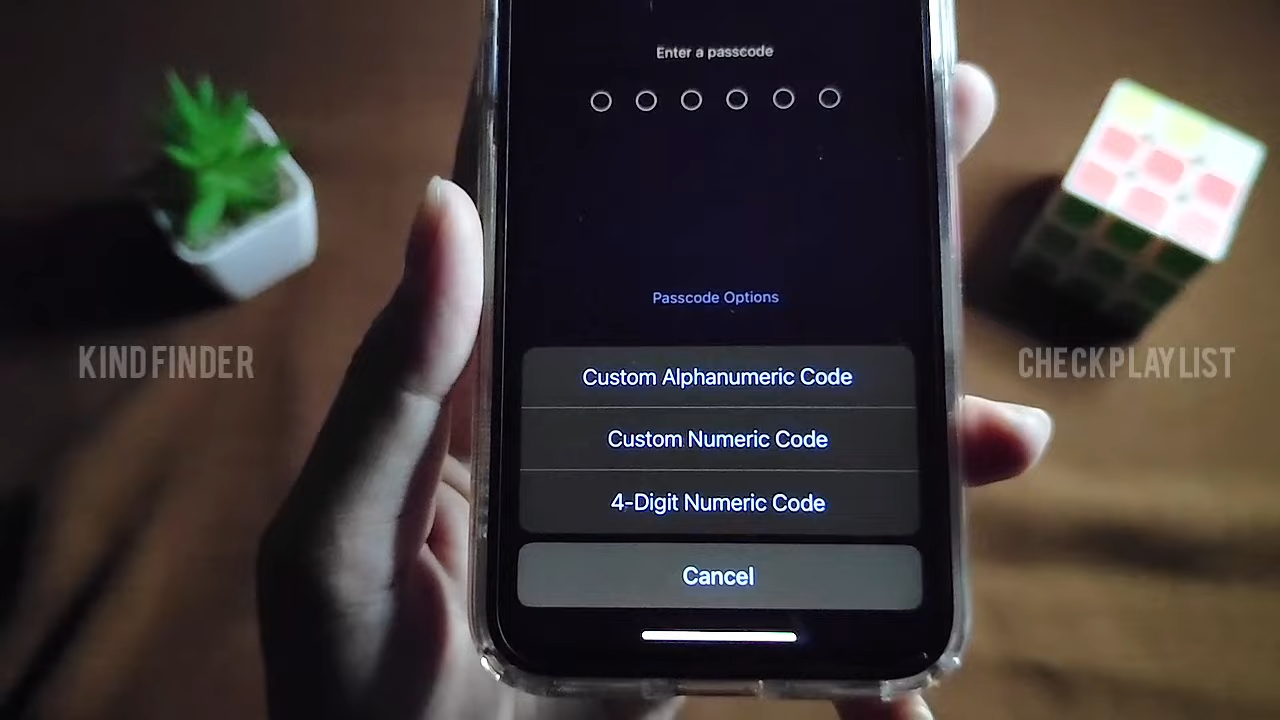 Enter a passcode
Passcode Options
KIND FINDER
CHECK PLAYLIST
Custom Alphanumeric Code
Custom Numeric Code
4-Digit Numeric Code
Cancel